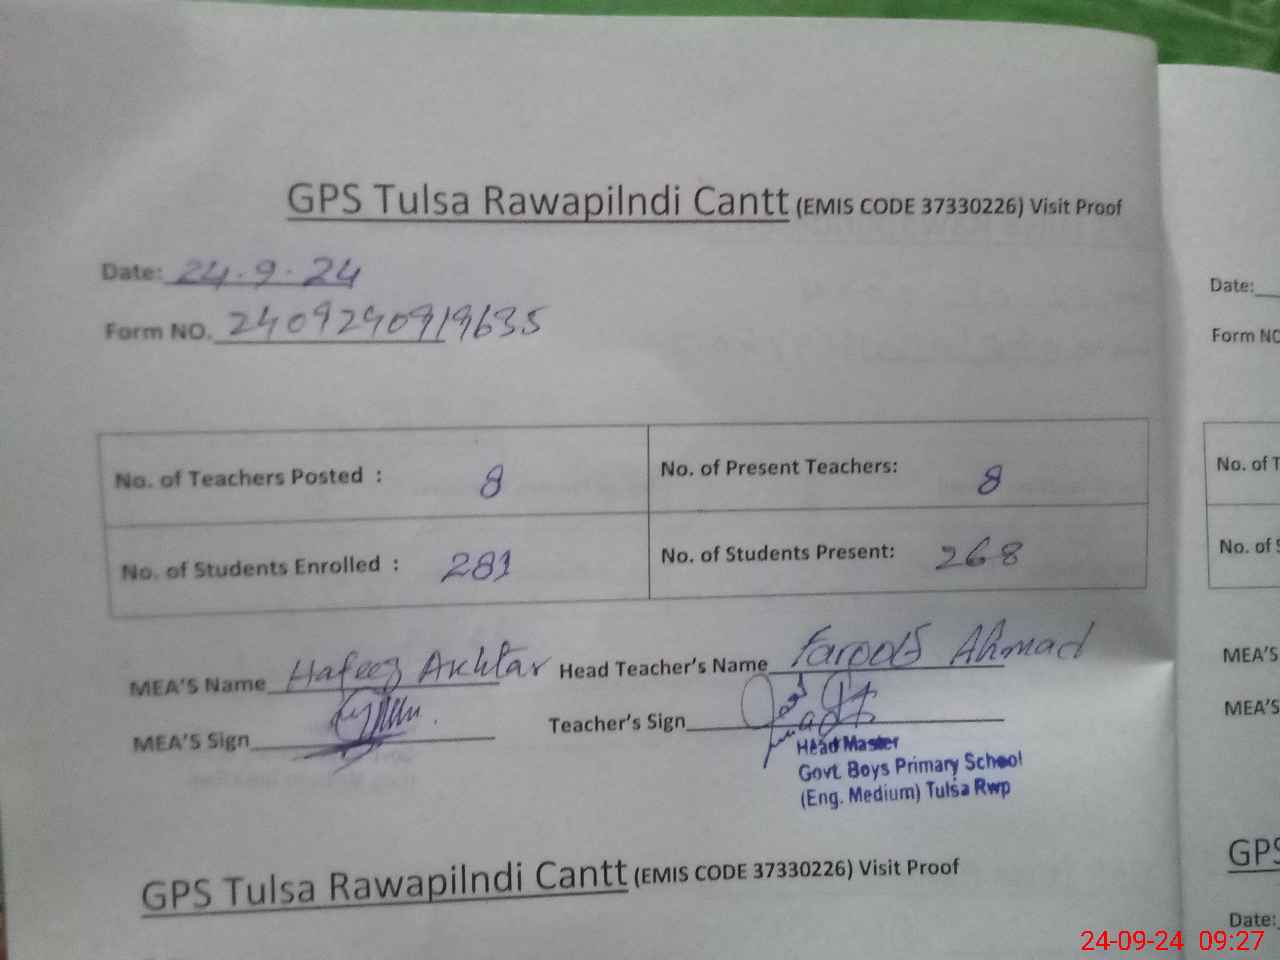 GPS Tulsa Rawapilndi Cantt (EMIS CODE 37330226) Visit Proof
Date: 24.9.24
Form NO. 2409240919635
No. of Teachers Posted : 8
No. of Present Teachers: 8
No. of Students Enrolled : 281
No. of Students Present: 268
MEA'S Name Hafeez Akhtar Head Teacher's Name Farooq Ahmad
MEA'S Sign Teacher's Sign
Head Master
Govt. Boys Primary School
(Eng. Medium) Tulsa Rwp
GPS Tulsa Rawapilndi Cantt (EMIS CODE 37330226) Visit Proof
Date:
Form NO
No. of T
No. of S
MEA'S
MEA'S
GPS
Date:
24-09-24 09:27